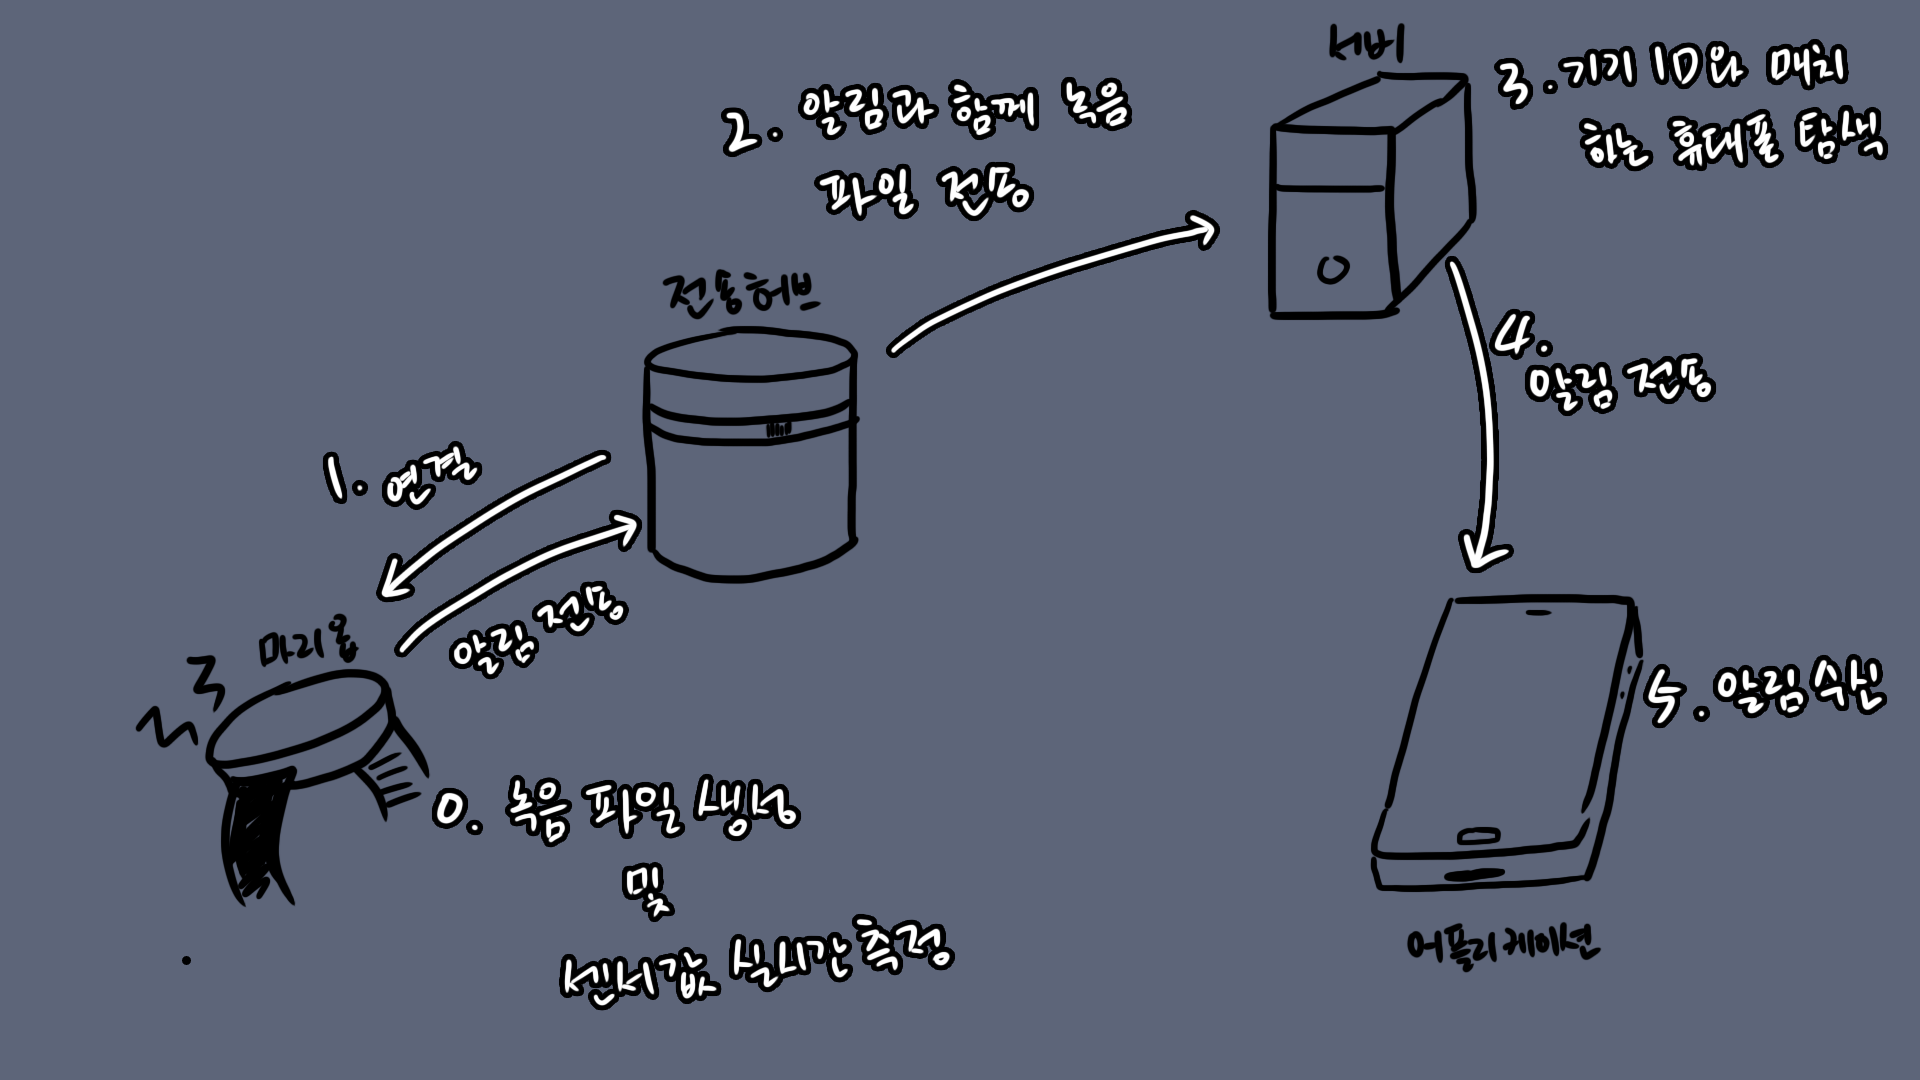 서버
3. 기기 ID와 매치
하는 휴대폰 탐색
2. 알림과 함께 녹음
파일 전송
전송허브
4.
알림 전송
1. 연결
알림 전송
마리옵
5. 알림 수신
0. 녹음 파일 생성
및
센서값 실시간 측정
어플리케이션